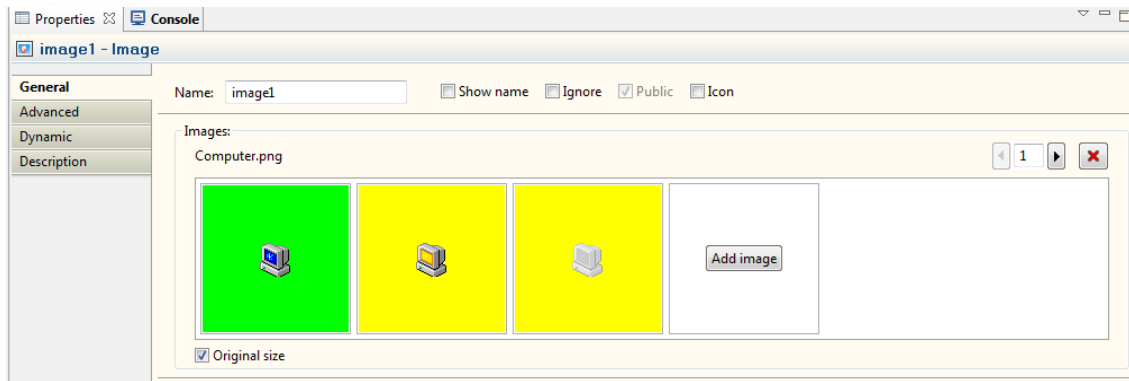 Properties Console
image1 - Image
General
Advanced
Dynamic
Description
Name: image1 Show name Ignore Public Icon
Images:
Computer.png 1
Add image
Original size